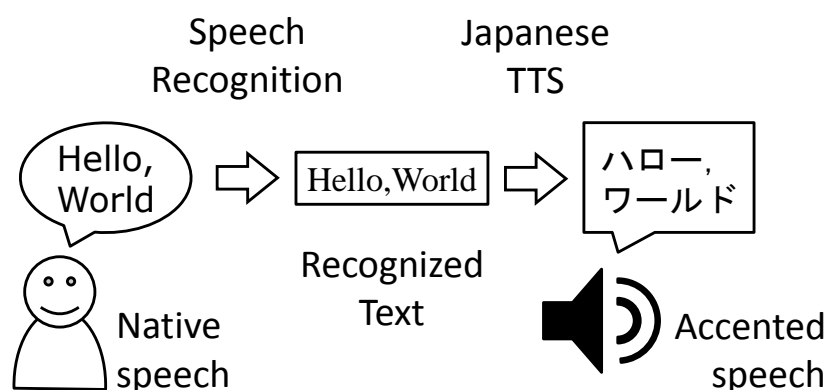 Speech
Recognition
Japanese
TTS
Hello,
World
Hello,World
ハロー,
ワールド
Recognized
Text
Native
speech
Accented
speech